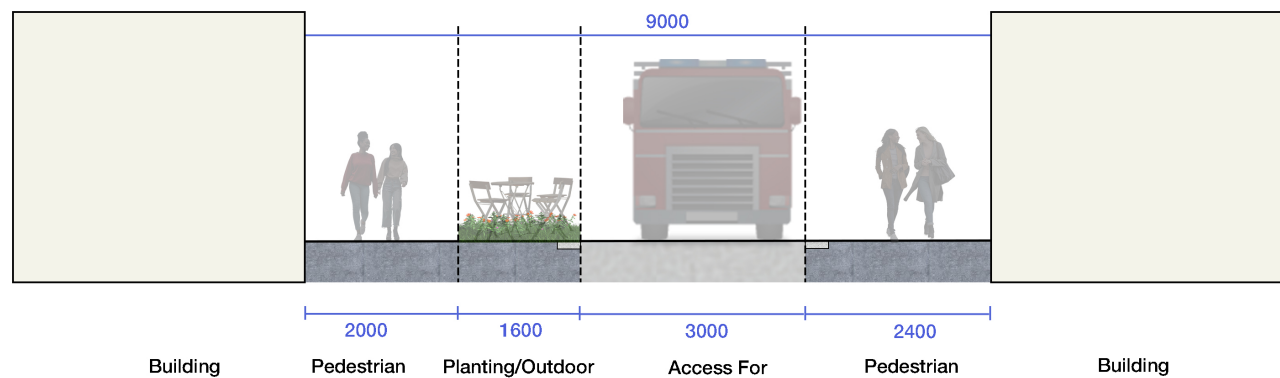 9000
2000
1600
3000
2400
Building
Pedestrian
Planting/Outdoor
Access For
Pedestrian
Building